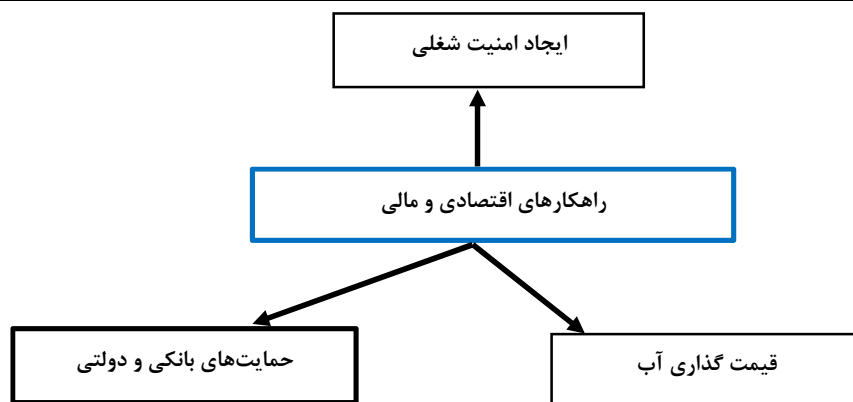 ایجاد امنیت شغلی
راهکارهای اقتصادی و مالی
قیمت گذاری آب
حمایت‌های بانکی و دولتی